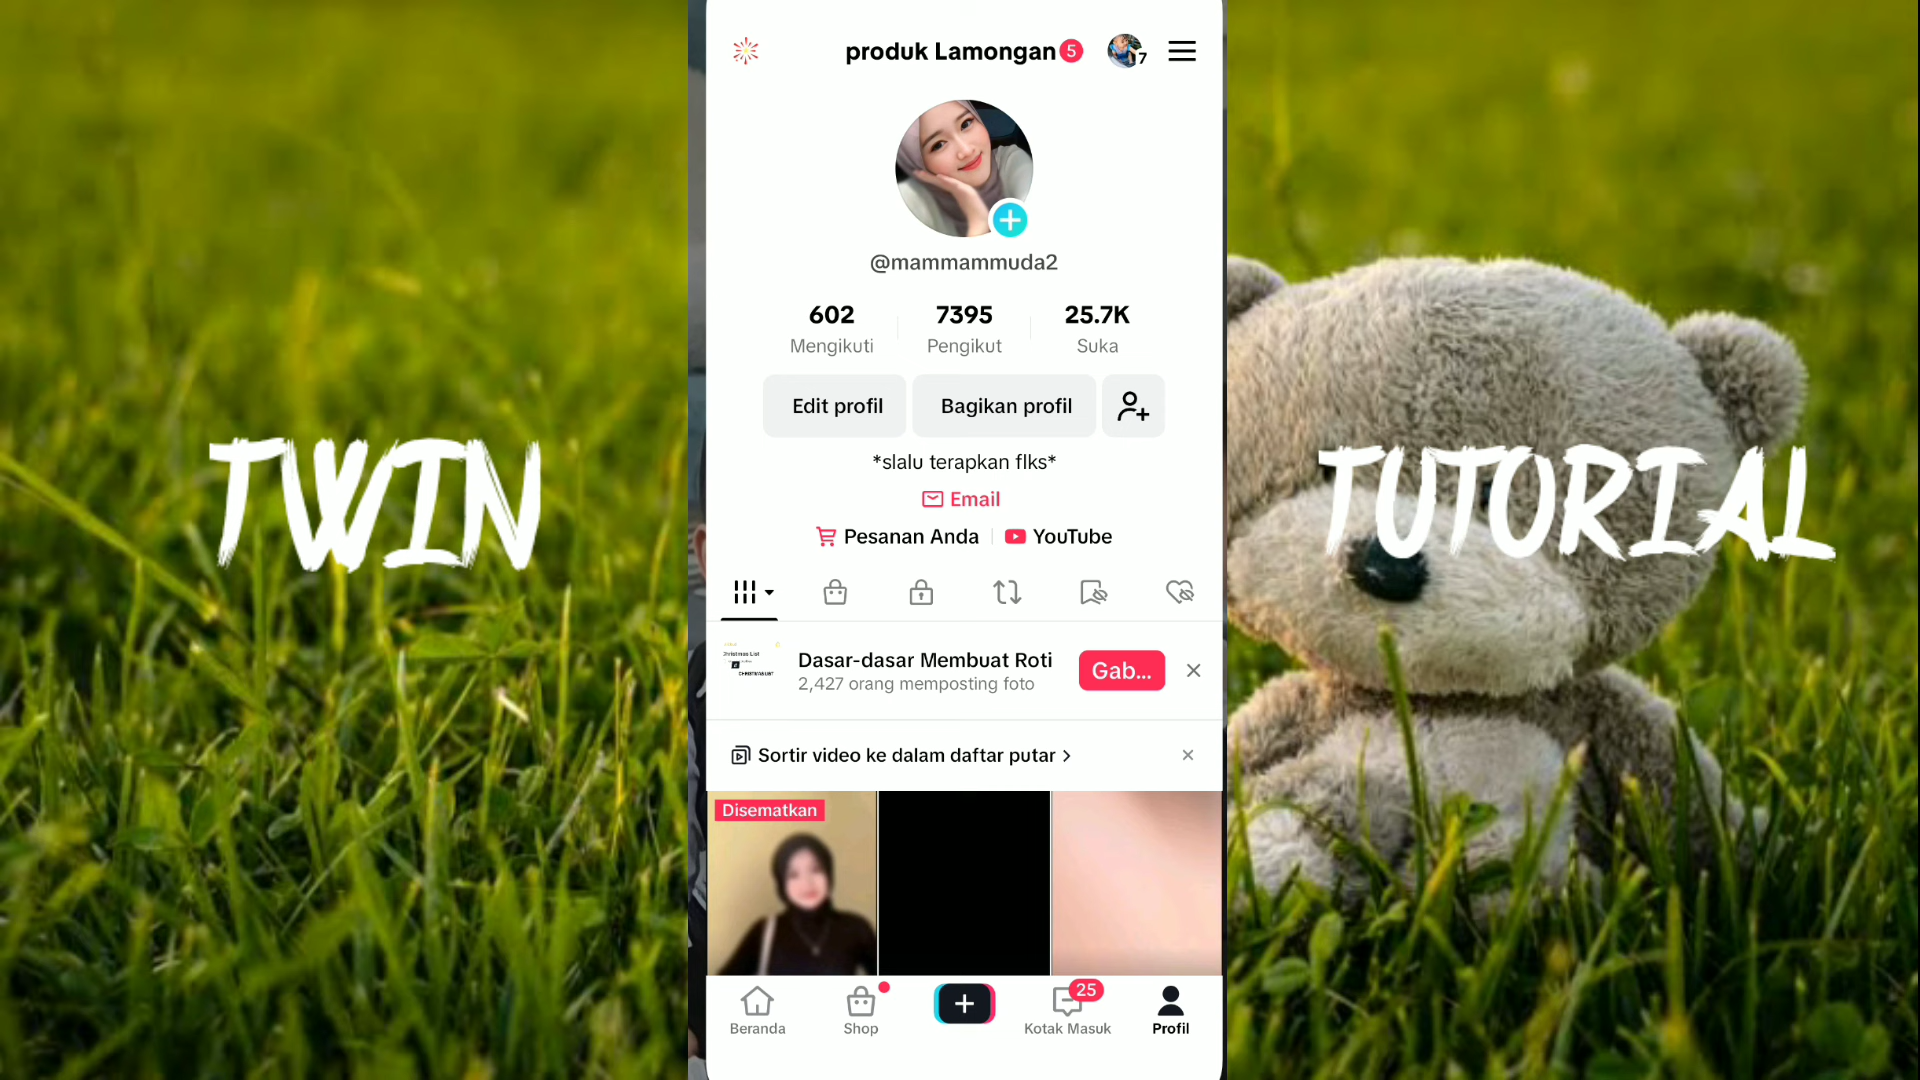 produk Lamongan 5
7
@mammammuda2
602 7395 25.7K
Mengikuti Pengikut Suka
Edit profil Bagikan profil
TWIN TUTORIAL
*slalu terapkan flks*
Email
Pesanan Anda YouTube
Dasar-dasar Membuat Roti
2,427 orang memposting foto
Gab...
Sortir video ke dalam daftar putar
Disematkan
25
Beranda Shop Kotak Masuk Profil